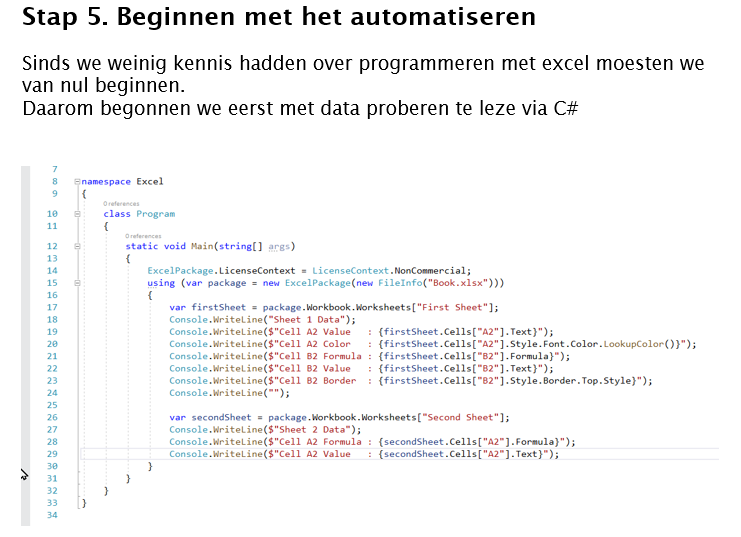 Stap 5. Beginnen met het automatiseren
Sinds we weinig kennis hadden over programmeren met excel moesten we
van nul beginnen.
Daarom begonnen we eerst met data proberen te leze via C#
7
8 namespace Excel
9 {
0 references
10 class Program
11 {
0 references
12 static void Main(string[] args)
13 {
14 ExcelPackage.LicenseContext = LicenseContext.NonCommercial;
15 using (var package = new ExcelPackage(new FileInfo("Book.xlsx")))
16 {
17 var firstSheet = package.Workbook.Worksheets["First Sheet"];
18 Console.WriteLine("Sheet 1 Data");
19 Console.WriteLine($"Cell A2 Value   : {firstSheet.Cells["A2"].Text}");
20 Console.WriteLine($"Cell A2 Color   : {firstSheet.Cells["A2"].Style.Font.Color.LookupColor()}");
21 Console.WriteLine($"Cell B2 Formula : {firstSheet.Cells["B2"].Formula}");
22 Console.WriteLine($"Cell B2 Value   : {firstSheet.Cells["B2"].Text}");
23 Console.WriteLine($"Cell B2 Border  : {firstSheet.Cells["B2"].Style.Border.Top.Style}");
24 Console.WriteLine("");
25
26 var secondSheet = package.Workbook.Worksheets["Second Sheet"];
27 Console.WriteLine($"Sheet 2 Data");
28 Console.WriteLine($"Cell A2 Formula : {secondSheet.Cells["A2"].Formula}");
29 Console.WriteLine($"Cell A2 Value   : {secondSheet.Cells["A2"].Text}");
30 }
31 }
32 }
33 }
34